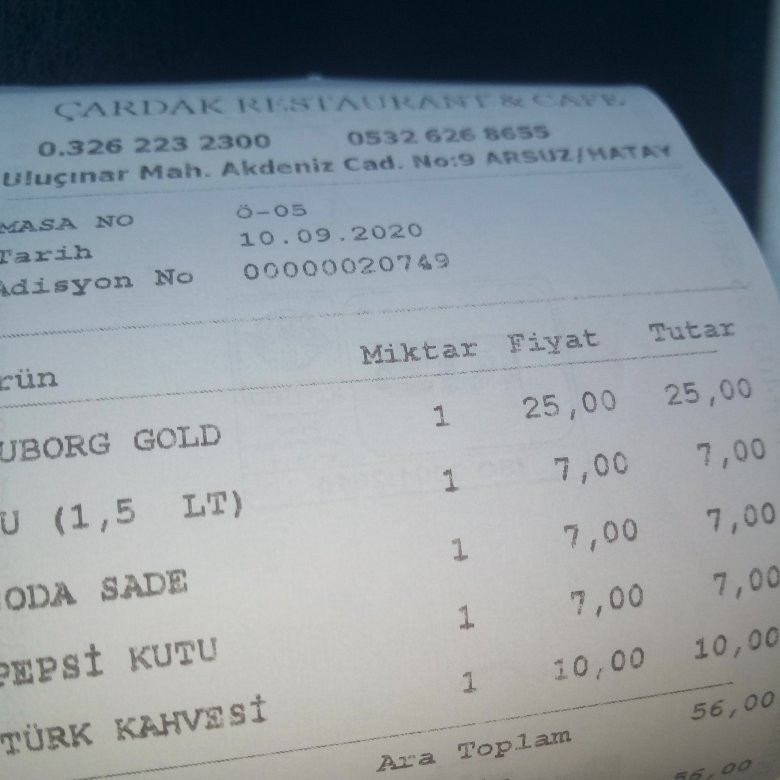 ÇARDAK RESTAURANT & CAFE
0.326 223 2300 0532 626 8655
Uluçınar Mah. Akdeniz Cad. No:9 ARSUZ/HATAY
MASA NO Ö-05
Tarih 10.09.2020
Adisyon No 00000020749
rün Miktar Fiyat Tutar
UBORG GOLD 1 25,00 25,00
U (1,5 LT) 1 7,00 7,00
ODA SADE 1 7,00 7,00
PEPSİ KUTU 1 7,00 7,00
TÜRK KAHVESİ 1 10,00 10,00
Ara Toplam 56,00
56,00